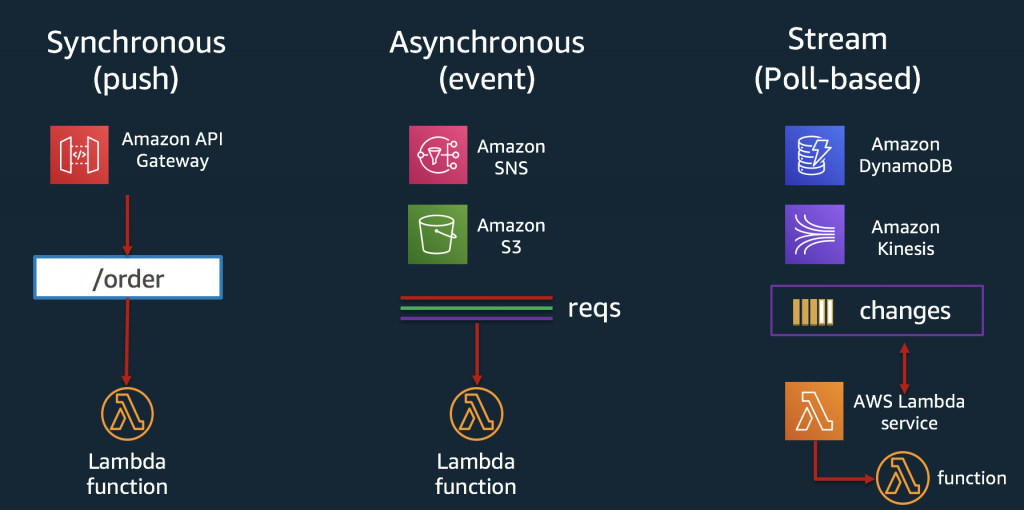 Synchronous
(push)
Amazon API
Gateway
/order
Lambda
function
Asynchronous
(event)
Amazon
SNS
Amazon
S3
reqs
Lambda
function
Stream
(Poll-based)
Amazon
DynamoDB
Amazon
Kinesis
changes
AWS Lambda
service
function